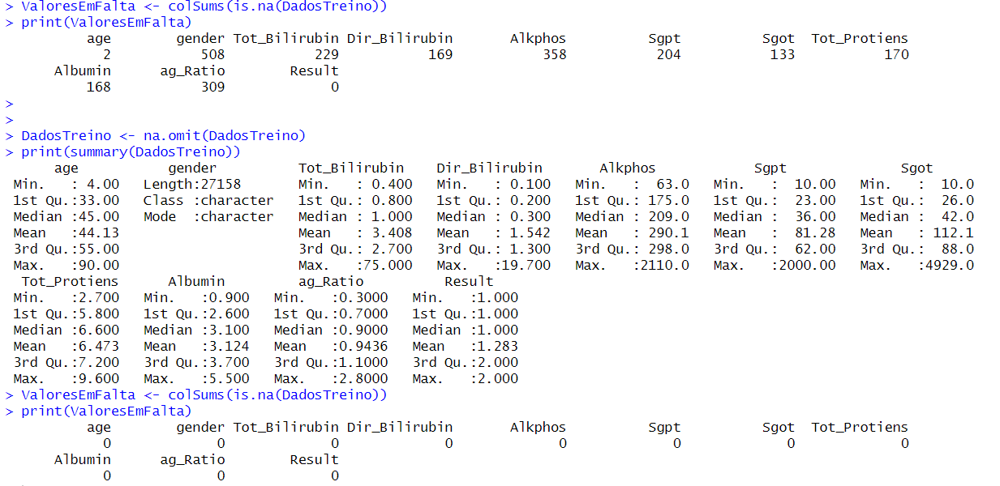 > ValoresEmFalta <- colSums(is.na(DadosTreino))
> print(ValoresEmFalta)
age gender Tot_Bilirubin Dir_Bilirubin Alkphos Sgpt Sgot Tot_Protiens
2 508 229 169 358 204 133 170
Albumin ag_Ratio Result
168 309 0
>
>
> DadosTreino <- na.omit(DadosTreino)
> print(summary(DadosTreino))
age gender Tot_Bilirubin Dir_Bilirubin Alkphos Sgpt Sgot
Min. : 4.00 Length:27158 Min. : 0.400 Min. : 0.100 Min. : 63.0 Min. : 10.00 Min. : 10.0
1st Qu.:33.00 Class :character 1st Qu.: 0.800 1st Qu.: 0.200 1st Qu.: 175.0 1st Qu.: 23.00 1st Qu.: 26.0
Median :45.00 Mode :character Median : 1.000 Median : 0.300 Median : 209.0 Median : 36.00 Median : 42.0
Mean :44.13 Mean : 3.408 Mean : 1.542 Mean : 290.1 Mean : 81.28 Mean : 112.1
3rd Qu.:55.00 3rd Qu.: 2.700 3rd Qu.: 1.300 3rd Qu.: 298.0 3rd Qu.: 62.00 3rd Qu.: 88.0
Max. :90.00 Max. :75.000 Max. :19.700 Max. :2110.0 Max. :2000.00 Max. :4929.0
Tot_Protiens Albumin ag_Ratio Result
Min. :2.700 Min. :0.900 Min. :0.3000 Min. :1.000
1st Qu.:5.800 1st Qu.:2.600 1st Qu.:0.7000 1st Qu.:1.000
Median :6.600 Median :3.100 Median :0.9000 Median :1.000
Mean :6.473 Mean :3.124 Mean :0.9436 Mean :1.283
3rd Qu.:7.200 3rd Qu.:3.700 3rd Qu.:1.1000 3rd Qu.:2.000
Max. :9.600 Max. :5.500 Max. :2.8000 Max. :2.000
> ValoresEmFalta <- colSums(is.na(DadosTreino))
> print(ValoresEmFalta)
age gender Tot_Bilirubin Dir_Bilirubin Alkphos Sgpt Sgot Tot_Protiens
0 0 0 0 0 0 0 0
Albumin ag_Ratio Result
0 0 0